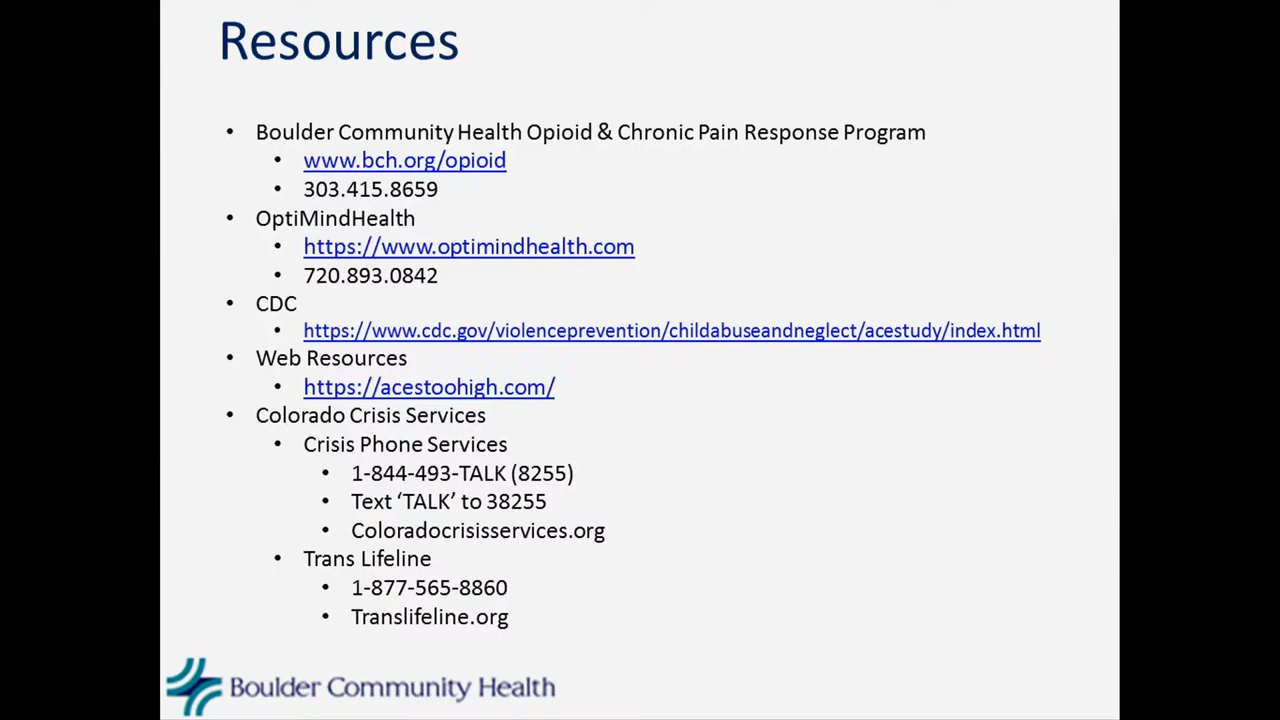 Resources
• Boulder Community Health Opioid & Chronic Pain Response Program
• www.bch.org/opioid
• 303.415.8659
• OptiMindHealth
• https://www.optimindhealth.com
• 720.893.0842
• CDC
• https://www.cdc.gov/violenceprevention/childabuseandneglect/acestudy/index.html
• Web Resources
• https://acestoohigh.com/
• Colorado Crisis Services
• Crisis Phone Services
• 1-844-493-TALK (8255)
• Text ‘TALK’ to 38255
• Coloradocrisisservices.org
• Trans Lifeline
• 1-877-565-8860
• Translifeline.org
Boulder Community Health